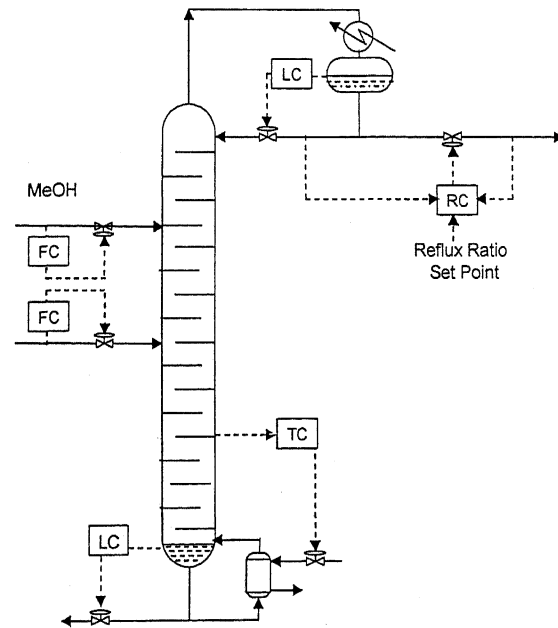 LC
MeOH
FC
RC
Reflux Ratio
Set Point
FC
TC
LC